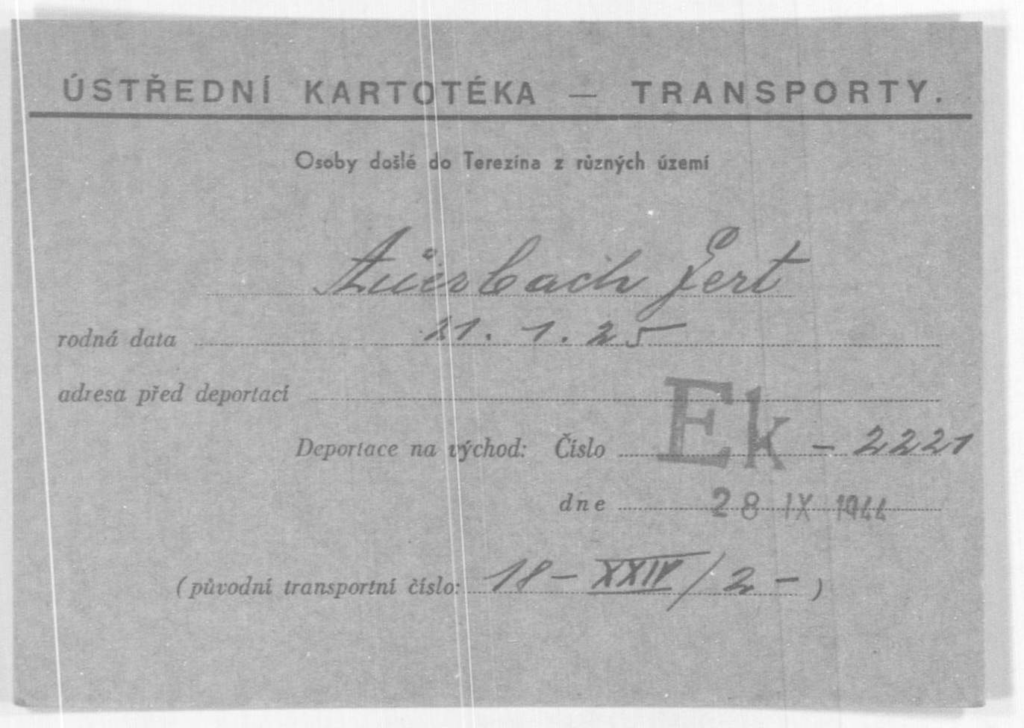 ÚSTŘEDNÍ KARTOTÉKA — TRANSPORTY.
Osoby došlé do Terezína z různých území
Auerbach Gert
rodná data 21. 1. 25
adresa před deportací
Deportace na východ: Číslo Ek - 2221
dne 28 IX 1944
(původní transportní číslo: 18 - XXIV/2 - )